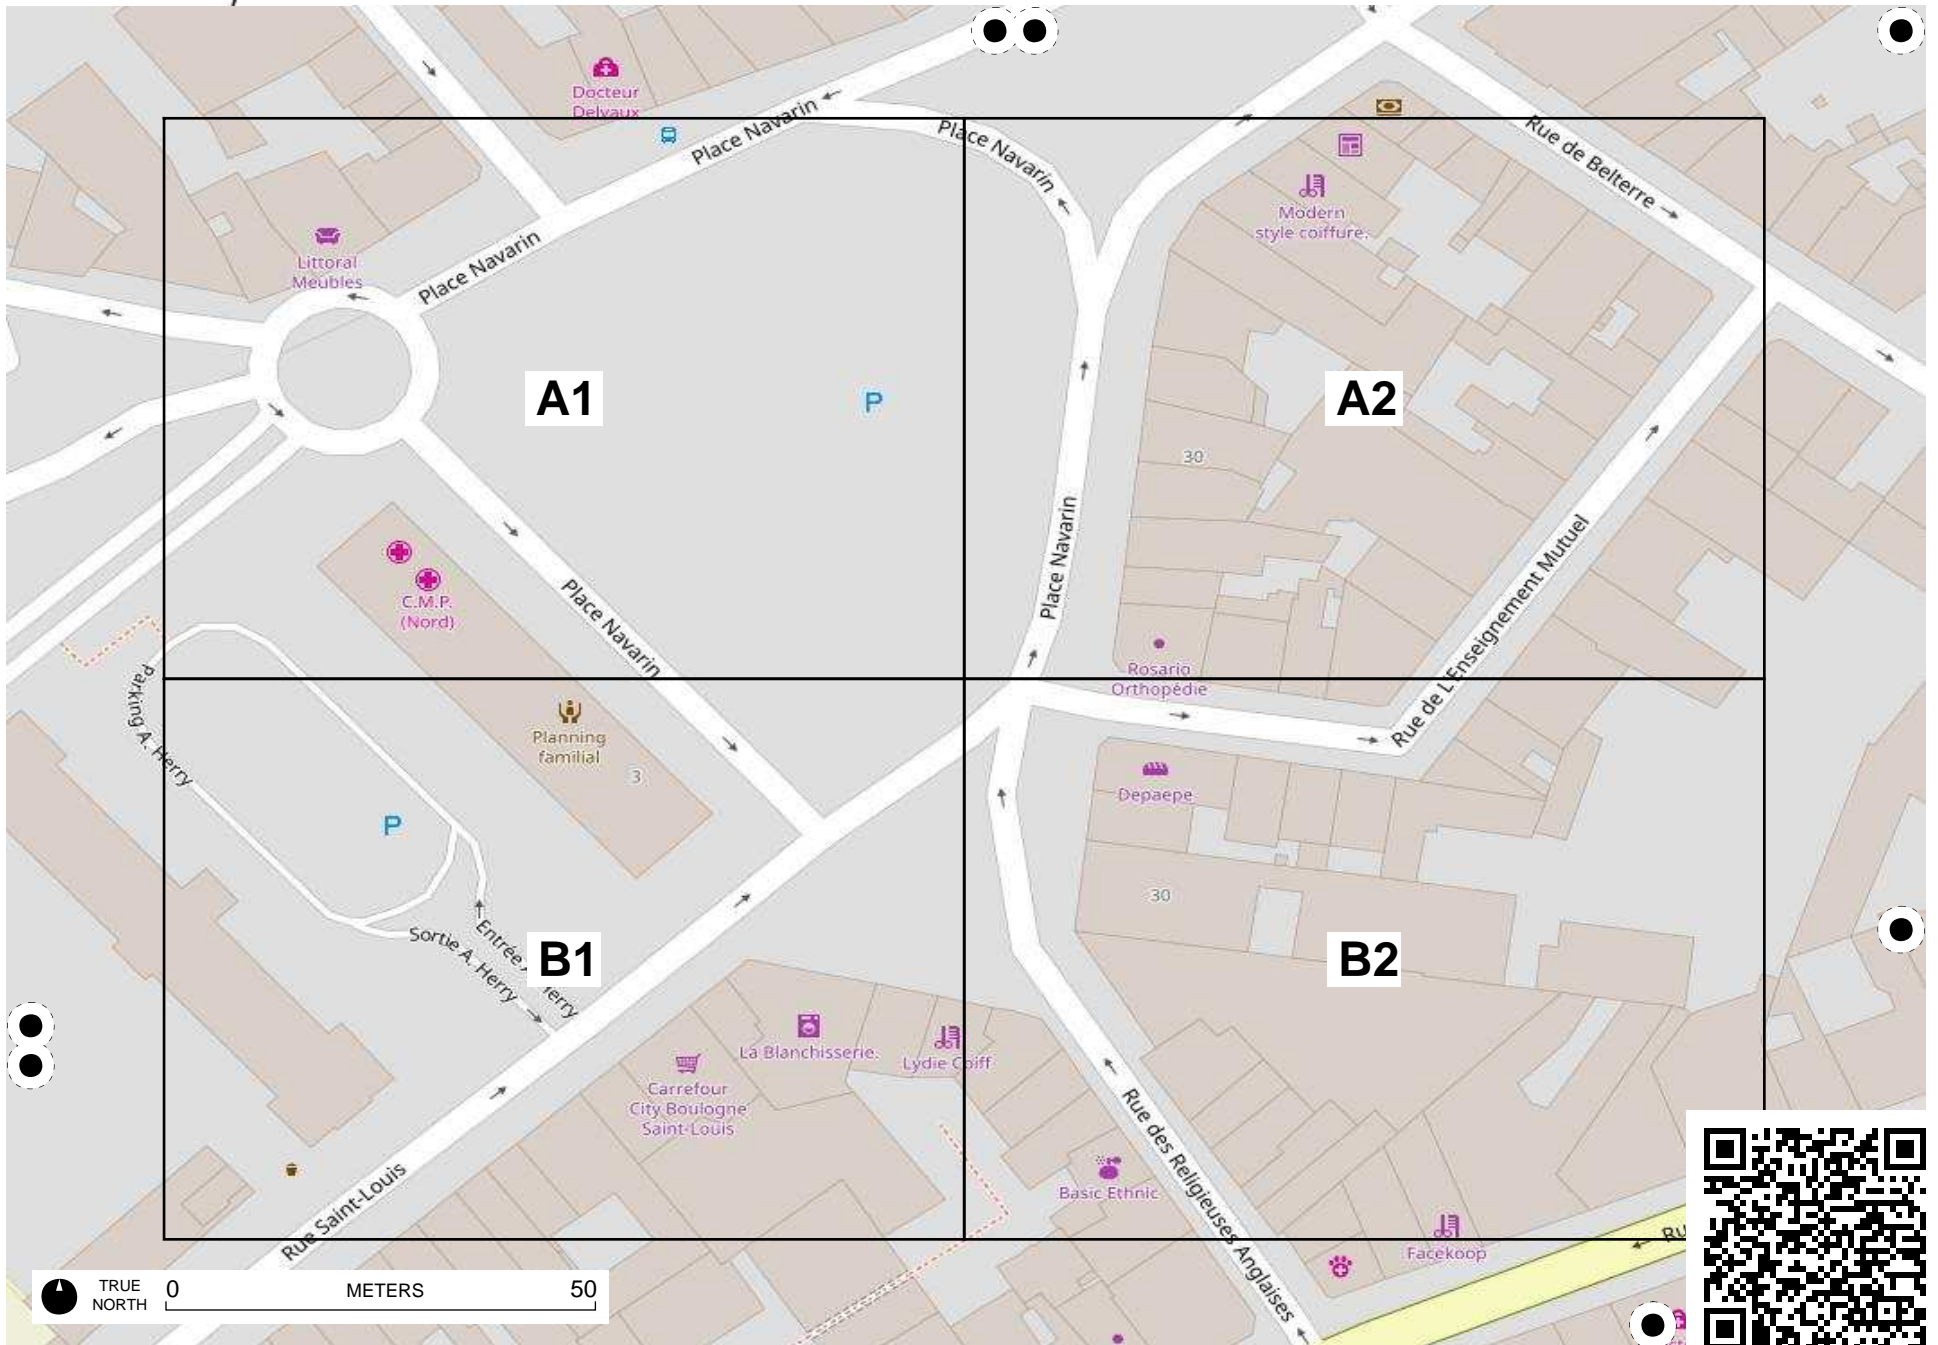 Docteur
Delvaux
Place Navarin
Place Navarin
Rue de Belterre
Modern
style coiffure.
Littoral
Meubles
Place Navarin
A1
P
A2
30
Place Navarin
C.M.P.
(Nord)
Place Navarin
Rue de L'Enseignement Mutuel
Rosario
Orthopédie
Parking A. Herry
Planning
familial
3
Depaepe
P
30
Sortie A. Herry
Entrée A. Herry
B1
B2
La Blanchisserie.
Lydie Coiff
Carrefour
City Boulogne
Saint-Louis
Rue des Religieuses Anglaises
Basic Ethnic
Rue Saint-Louis
Facekoop
Ru
TRUE
NORTH
0 METERS 50